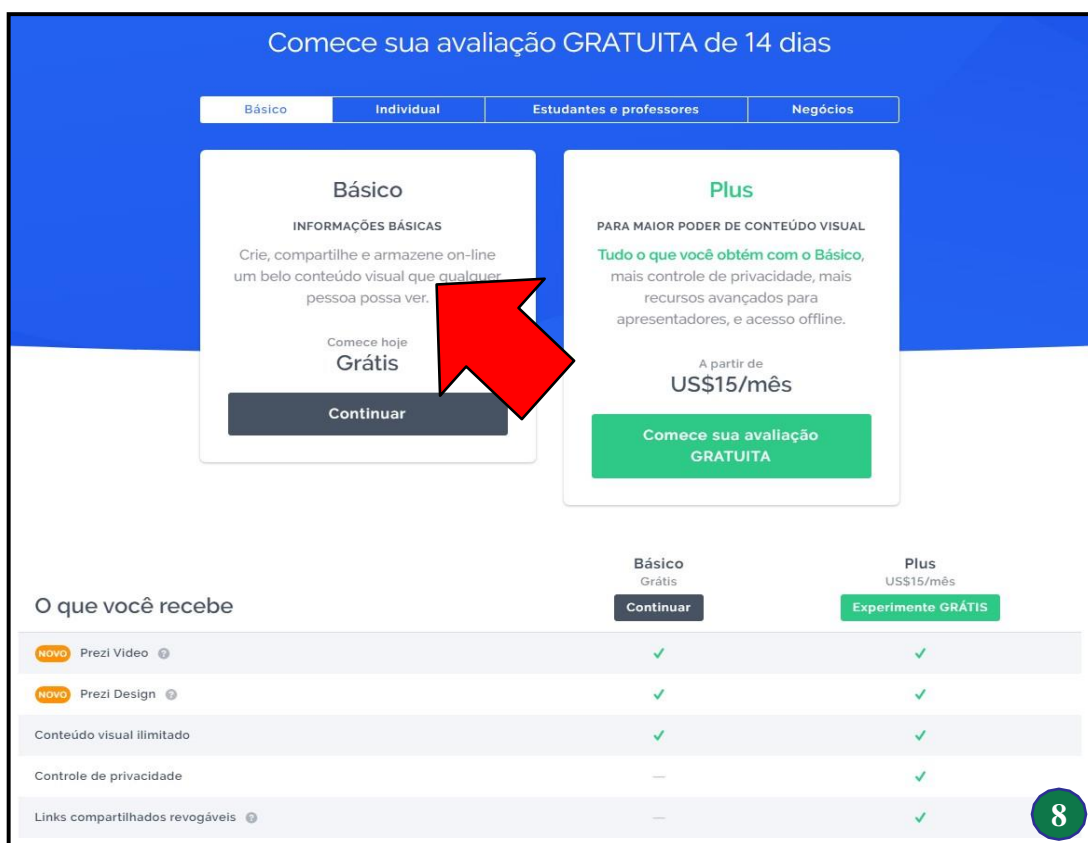 Comece sua avaliação GRATUITA de 14 dias
Básico Individual Estudantes e professores Negócios
Básico
INFORMAÇÕES BÁSICAS
Crie, compartilhe e armazene on-line
um belo conteúdo visual que qualquer
pessoa possa ver.
Comece hoje
Grátis
Continuar
Plus
PARA MAIOR PODER DE CONTEÚDO VISUAL
Tudo o que você obtém com o Básico,
mais controle de privacidade, mais
recursos avançados para
apresentadores, e acesso offline.
A partir de
US$15/mês
Comece sua avaliação
GRATUITA
O que você recebe
Básico
Grátis
Continuar
Plus
US$15/mês
Experimente GRÁTIS
NOVO Prezi Video ?
NOVO Prezi Design ?
Conteúdo visual ilimitado
Controle de privacidade
Links compartilhados revogáveis ?
8